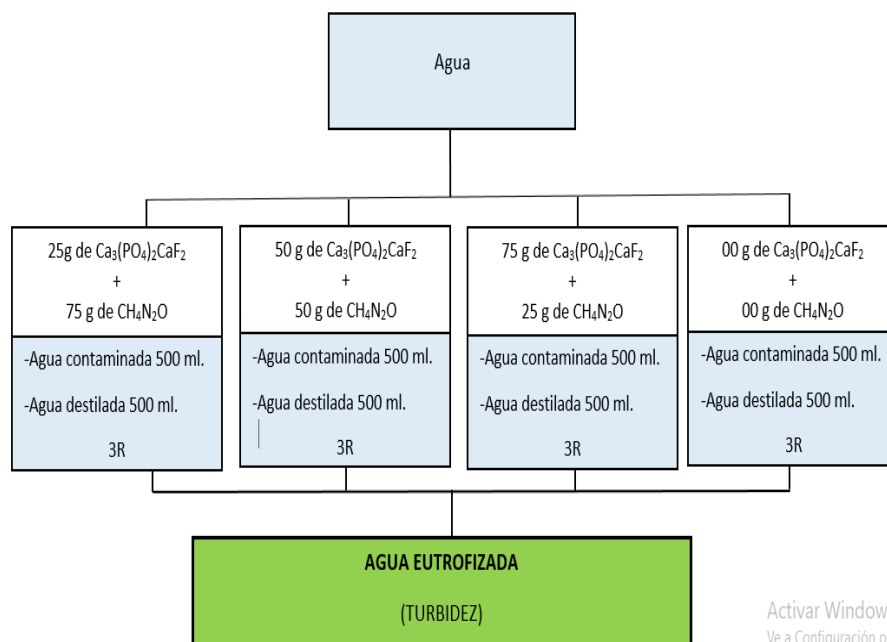 Agua
25g de Ca₃(PO₄)₂CaF₂
+
75 g de CH₄N₂O
-Agua contaminada 500 ml.
-Agua destilada 500 ml.
3R
50 g de Ca₃(PO₄)₂CaF₂
+
50 g de CH₄N₂O
-Agua contaminada 500 ml.
-Agua destilada 500 ml.
3R
75 g de Ca₃(PO₄)₂CaF₂
+
25 g de CH₄N₂O
-Agua contaminada 500 ml.
-Agua destilada 500 ml.
3R
00 g de Ca₃(PO₄)₂CaF₂
+
00 g de CH₄N₂O
-Agua contaminada 500 ml.
-Agua destilada 500 ml.
3R
AGUA EUTROFIZADA
(TURBIDEZ)
Activar Window
Ve a Configuración p